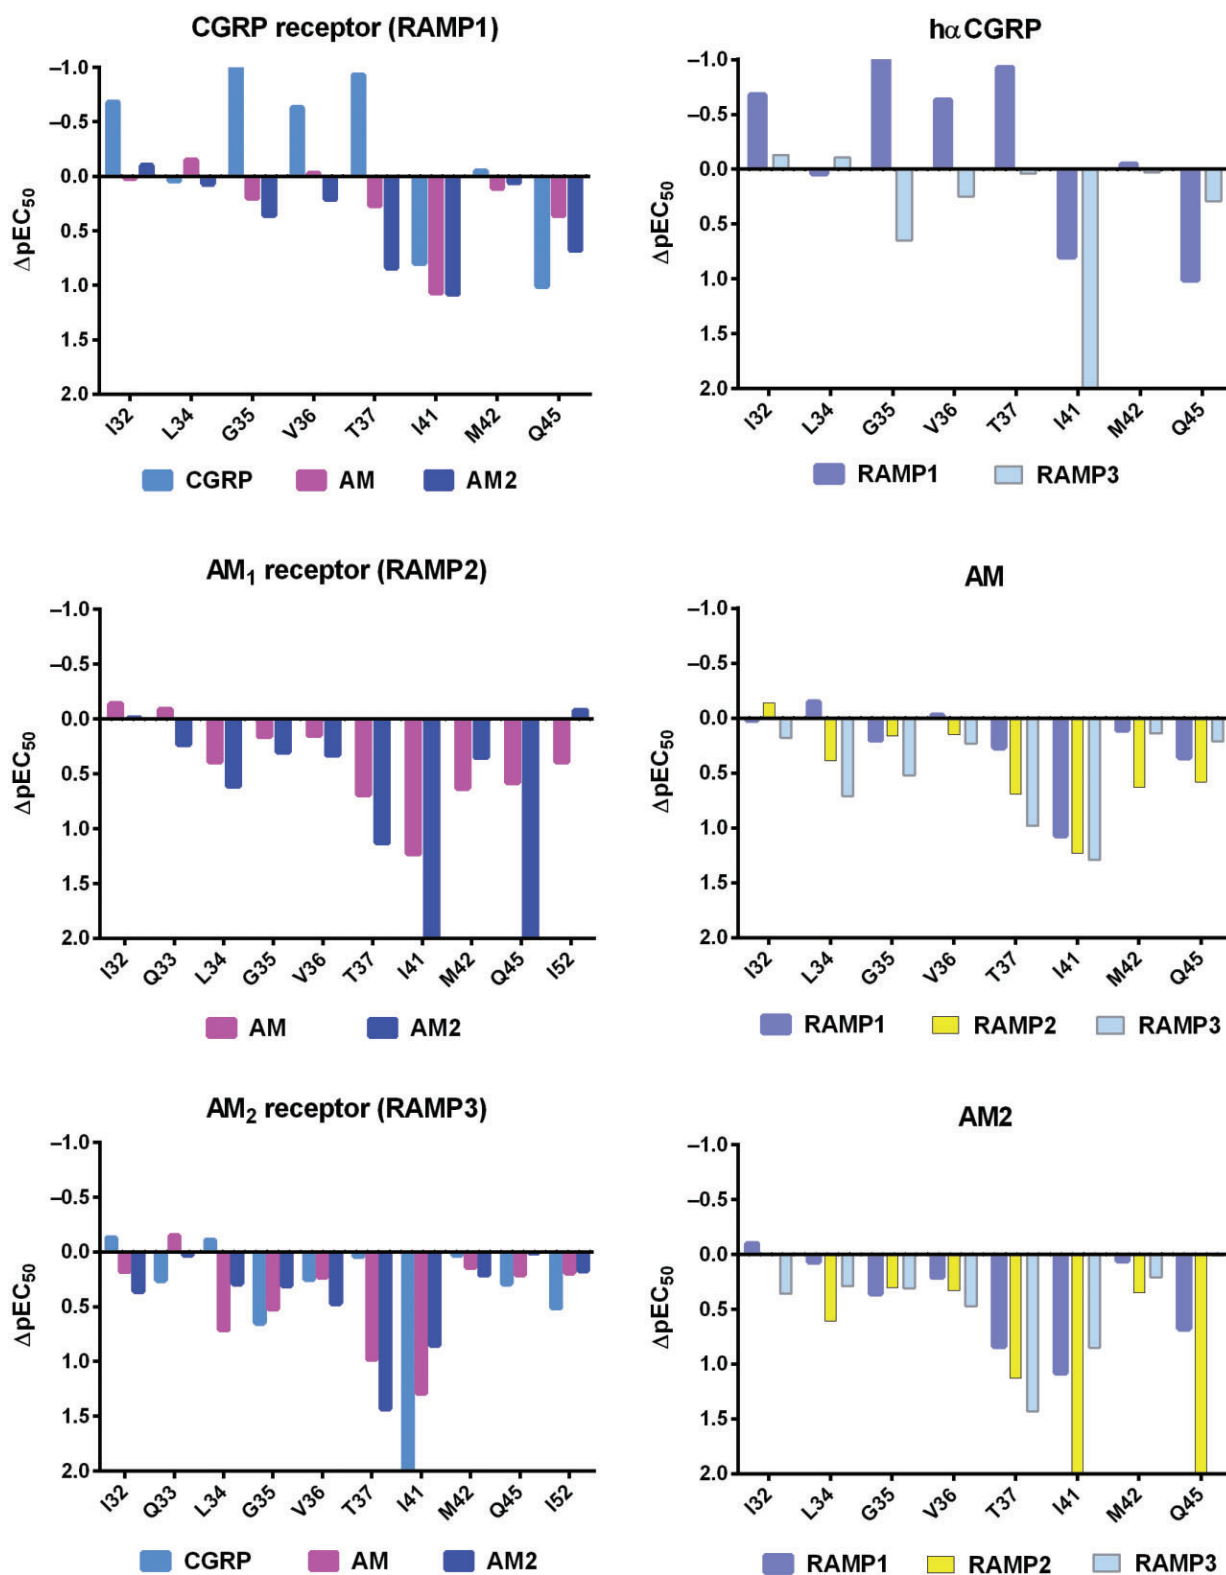 CGRP receptor (RAMP1)
–1.0
–0.5
0.0
0.5
1.0
1.5
2.0
ΔpEC50
I32 L34 G35 V36 T37 I41 M42 Q45
CGRP AM AM2
hαCGRP
–1.0
–0.5
0.0
0.5
1.0
1.5
2.0
ΔpEC50
I32 L34 G35 V36 T37 I41 M42 Q45
RAMP1 RAMP3
AM1 receptor (RAMP2)
–1.0
–0.5
0.0
0.5
1.0
1.5
2.0
ΔpEC50
I32 Q33 L34 G35 V36 T37 I41 M42 Q45 I52
AM AM2
AM
–1.0
–0.5
0.0
0.5
1.0
1.5
2.0
ΔpEC50
I32 L34 G35 V36 T37 I41 M42 Q45
RAMP1 RAMP2 RAMP3
AM2 receptor (RAMP3)
–1.0
–0.5
0.0
0.5
1.0
1.5
2.0
ΔpEC50
I32 Q33 L34 G35 V36 T37 I41 M42 Q45 I52
CGRP AM AM2
AM2
–1.0
–0.5
0.0
0.5
1.0
1.5
2.0
ΔpEC50
I32 L34 G35 V36 T37 I41 M42 Q45
RAMP1 RAMP2 RAMP3